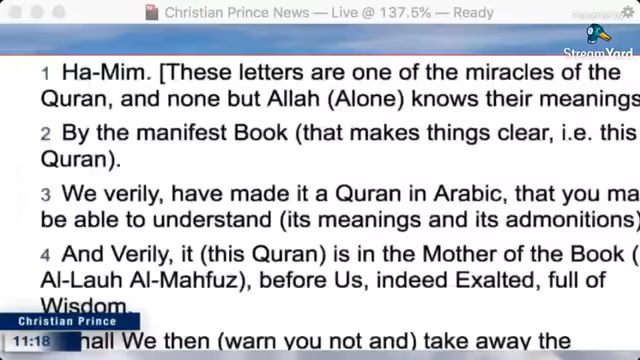 Christian Prince News — Live @ 137.5% — Ready
Powered by
StreamYard
1 Ha-Mim. [These letters are one of the miracles of the
Quran, and none but Allah (Alone) knows their meanings
2 By the manifest Book (that makes things clear, i.e. this
Quran).
3 We verily, have made it a Quran in Arabic, that you ma
be able to understand (its meanings and its admonitions)
4 And Verily, it (this Quran) is in the Mother of the Book (
Al-Lauh Al-Mahfuz), before Us, indeed Exalted, full of
Wisdom.
Christian Prince
11:18
hall We then (warn you not and) take away the